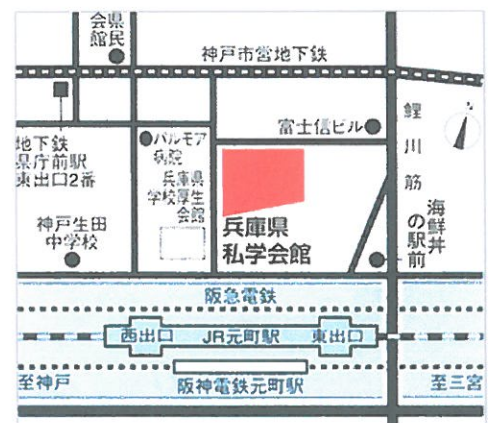 県民
会館
神戸市営地下鉄
地下鉄
県庁前駅
東出口2番
パルモア
病院
兵庫県
学校厚生
会館
富士信ビル
鯉川筋
海鮮丼
の駅前
神戸生田
中学校
兵庫県
私学会館
阪急電鉄
西出口
JR元町駅
東出口
至神戸
阪神電鉄元町駅
至三宮